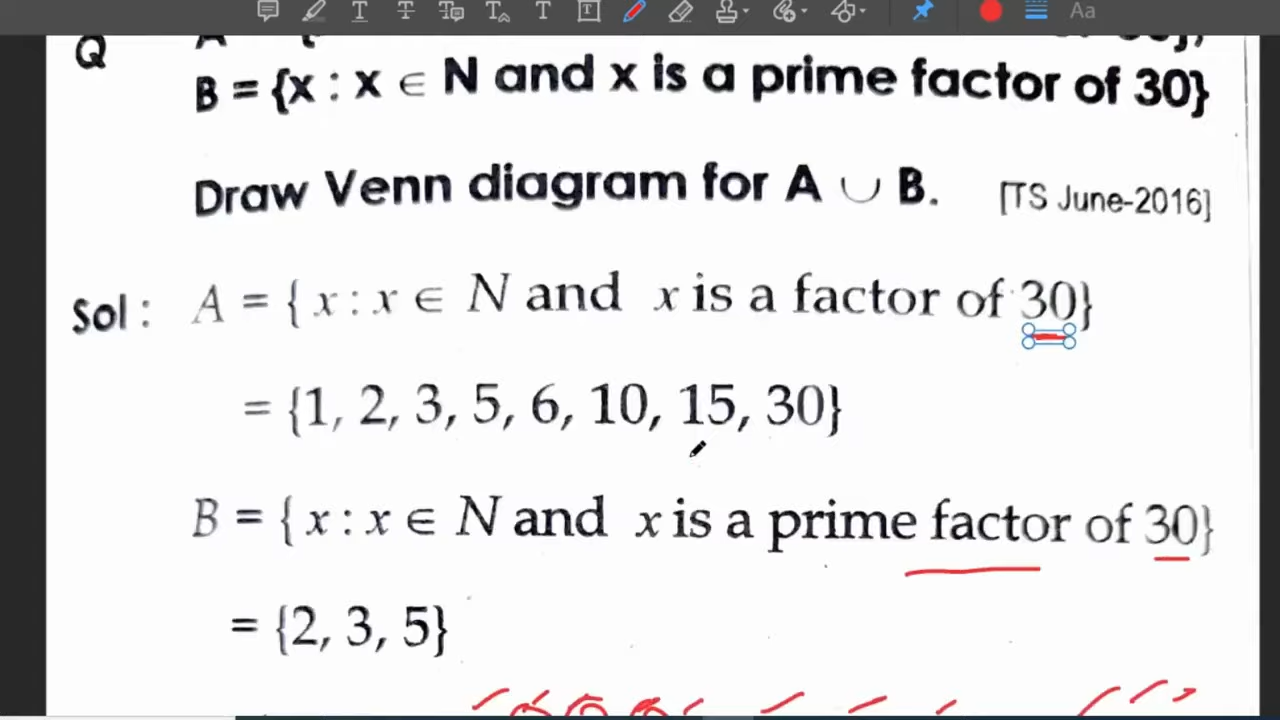 Q
B = {x : x ∈ N and x is a prime factor of 30}
Draw Venn diagram for A ∪ B. [TS June-2016]
Sol : A = { x : x ∈ N and x is a factor of 30}
= {1, 2, 3, 5, 6, 10, 15, 30}
B = { x : x ∈ N and x is a prime factor of 30}
= {2, 3, 5}